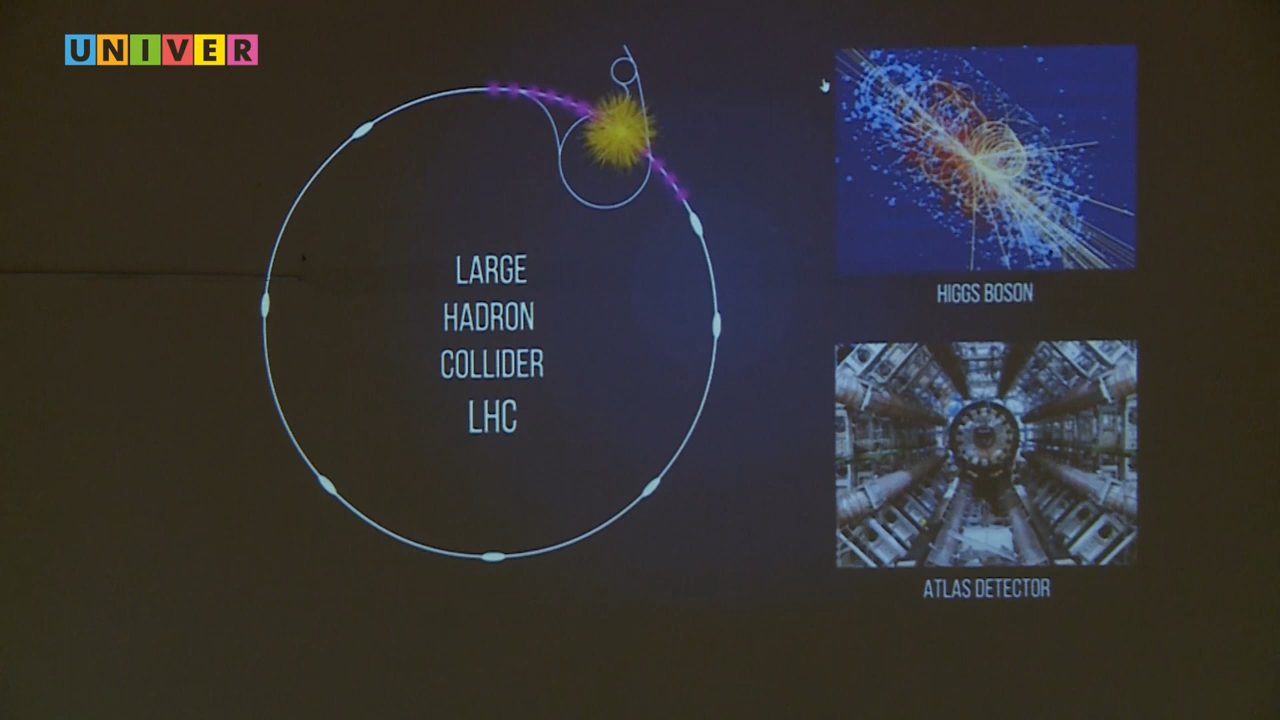 UNIVER
LARGE
HADRON
COLLIDER
LHC
HIGGS BOSON
ATLAS DETECTOR